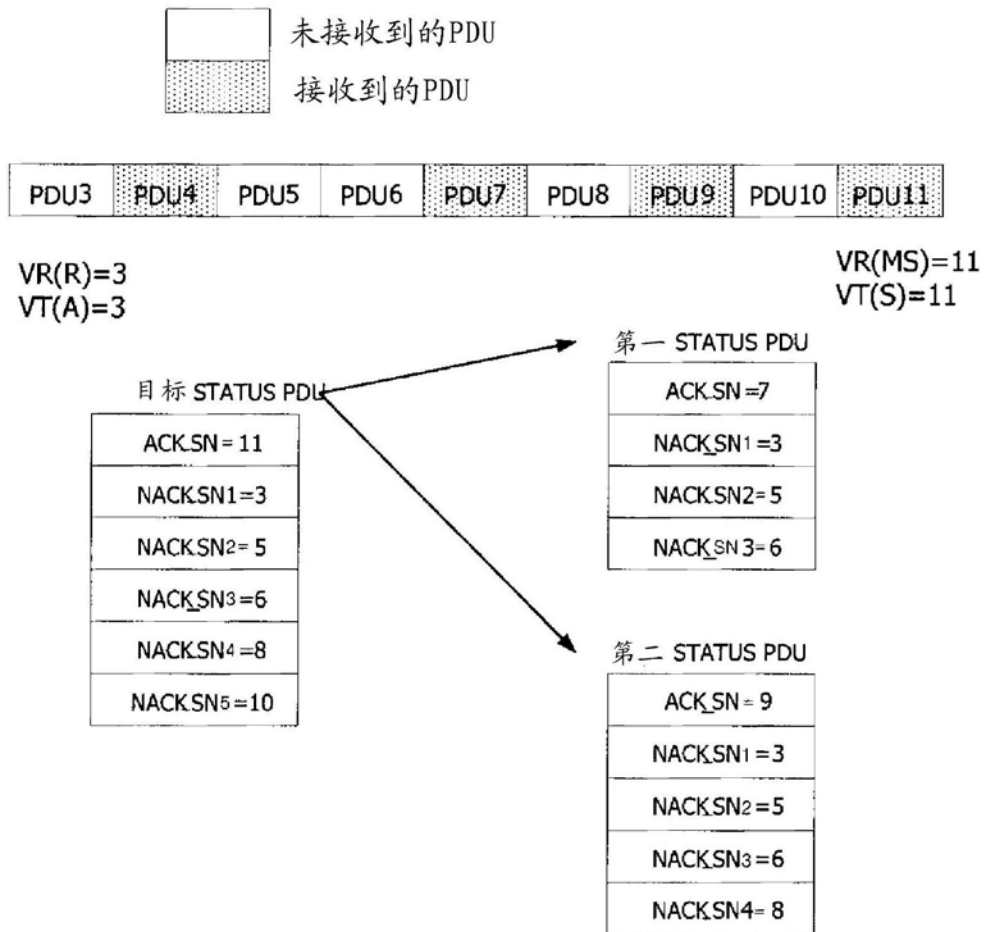 未接收到的PDU
接收到的PDU
PDU3 PDU4 PDU5 PDU6 PDU7 PDU8 PDU9 PDU10 PDU11
VR(R)=3
VT(A)=3
VR(MS)=11
VT(S)=11
目标 STATUS PDU
ACK_SN=11
NACK_SN1=3
NACK_SN2=5
NACK_SN3=6
NACK_SN4=8
NACK_SN5=10
第一 STATUS PDU
ACK_SN=7
NACK_SN1=3
NACK_SN2=5
NACK_SN3=6
第二 STATUS PDU
ACK_SN=9
NACK_SN1=3
NACK_SN2=5
NACK_SN3=6
NACK_SN4=8